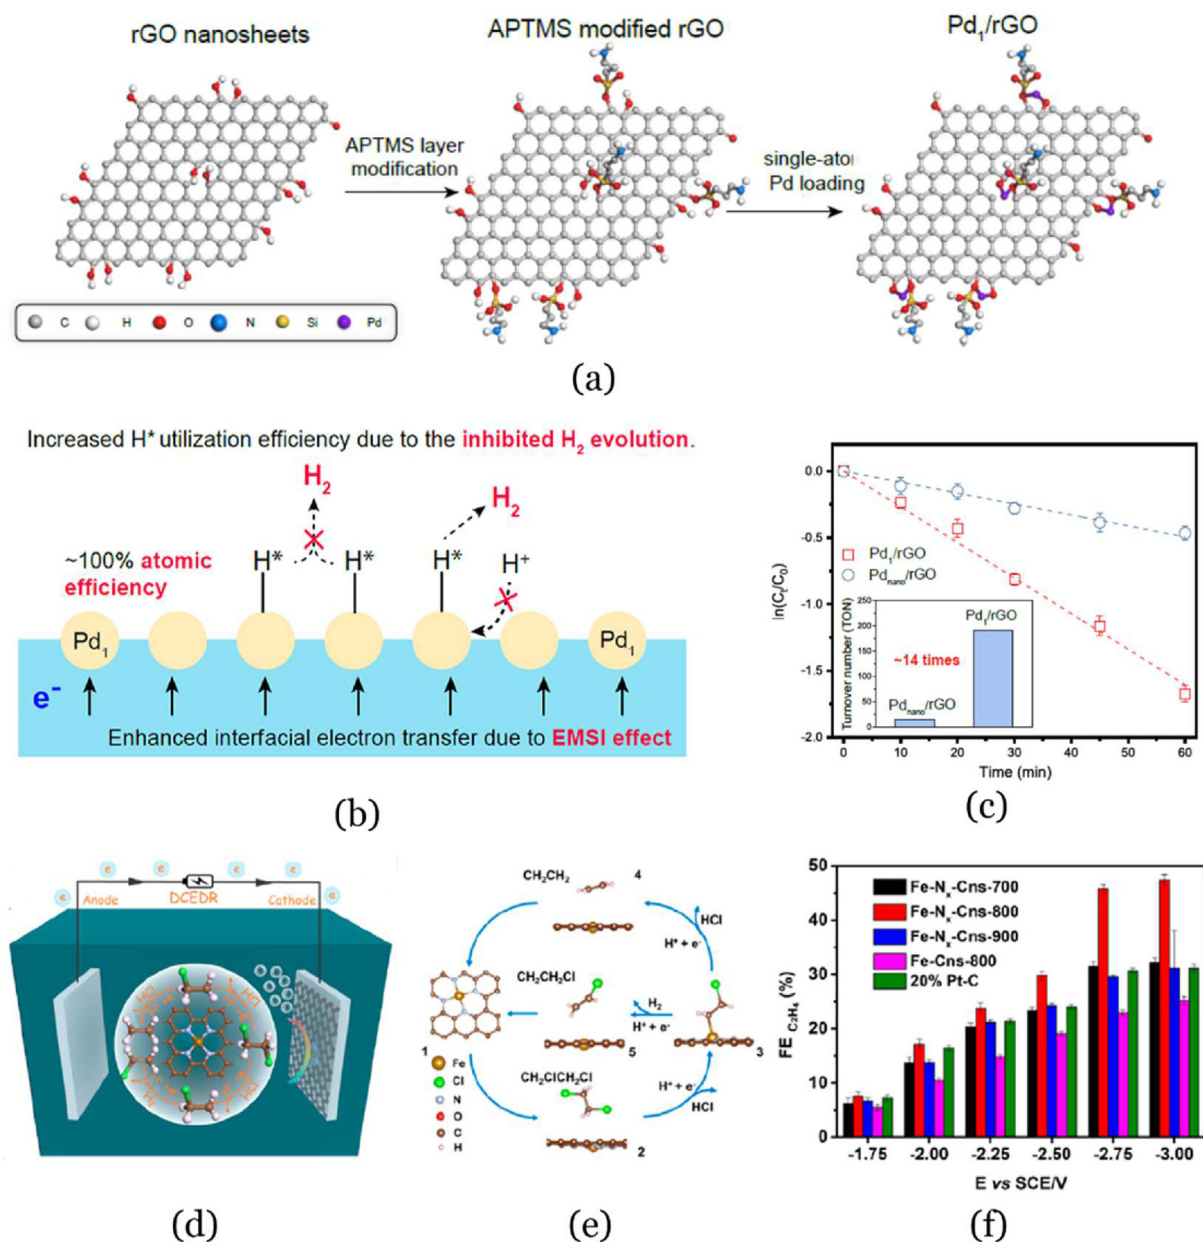 rGO nanosheets
APTMS modified rGO
Pd1/rGO
APTMS layer
modification
single-ato
Pd loading
C H O N Si Pd
(a)
Increased H* utilization efficiency due to the inhibited H2 evolution.
H2
H2
~100% atomic
efficiency
H* H* H* H+
Pd1 Pd1
e-
Enhanced interfacial electron transfer due to EMSI effect
(b)
0.0
-0.5
-1.0
-1.5
-2.0
ln(Ct/C0)
Pd1/rGO
Pdnano/rGO
Turnover number (TON)
250
200
150
100
50
0
Pd1/rGO
~14 times
Pdnano/rGO
0 10 20 30 40 50 60
Time (min)
(c)
e e e e e e
Anode DCEDR Cathode
HCl HCl
(d)
CH2CH2 4
HCl
H+ + e-
CH2CH2Cl
H2
H+ + e-
1 5 3
Fe
Cl
N
O
C
H
CH2ClCH2Cl
H+ + e-
HCl
2
(e)
50
40
30
20
10
0
FE C2H4 (%)
Fe-Nx-Cns-700
Fe-Nx-Cns-800
Fe-Nx-Cns-900
Fe-Cns-800
20% Pt-C
-1.75 -2.00 -2.25 -2.50 -2.75 -3.00
E vs SCE/V
(f)